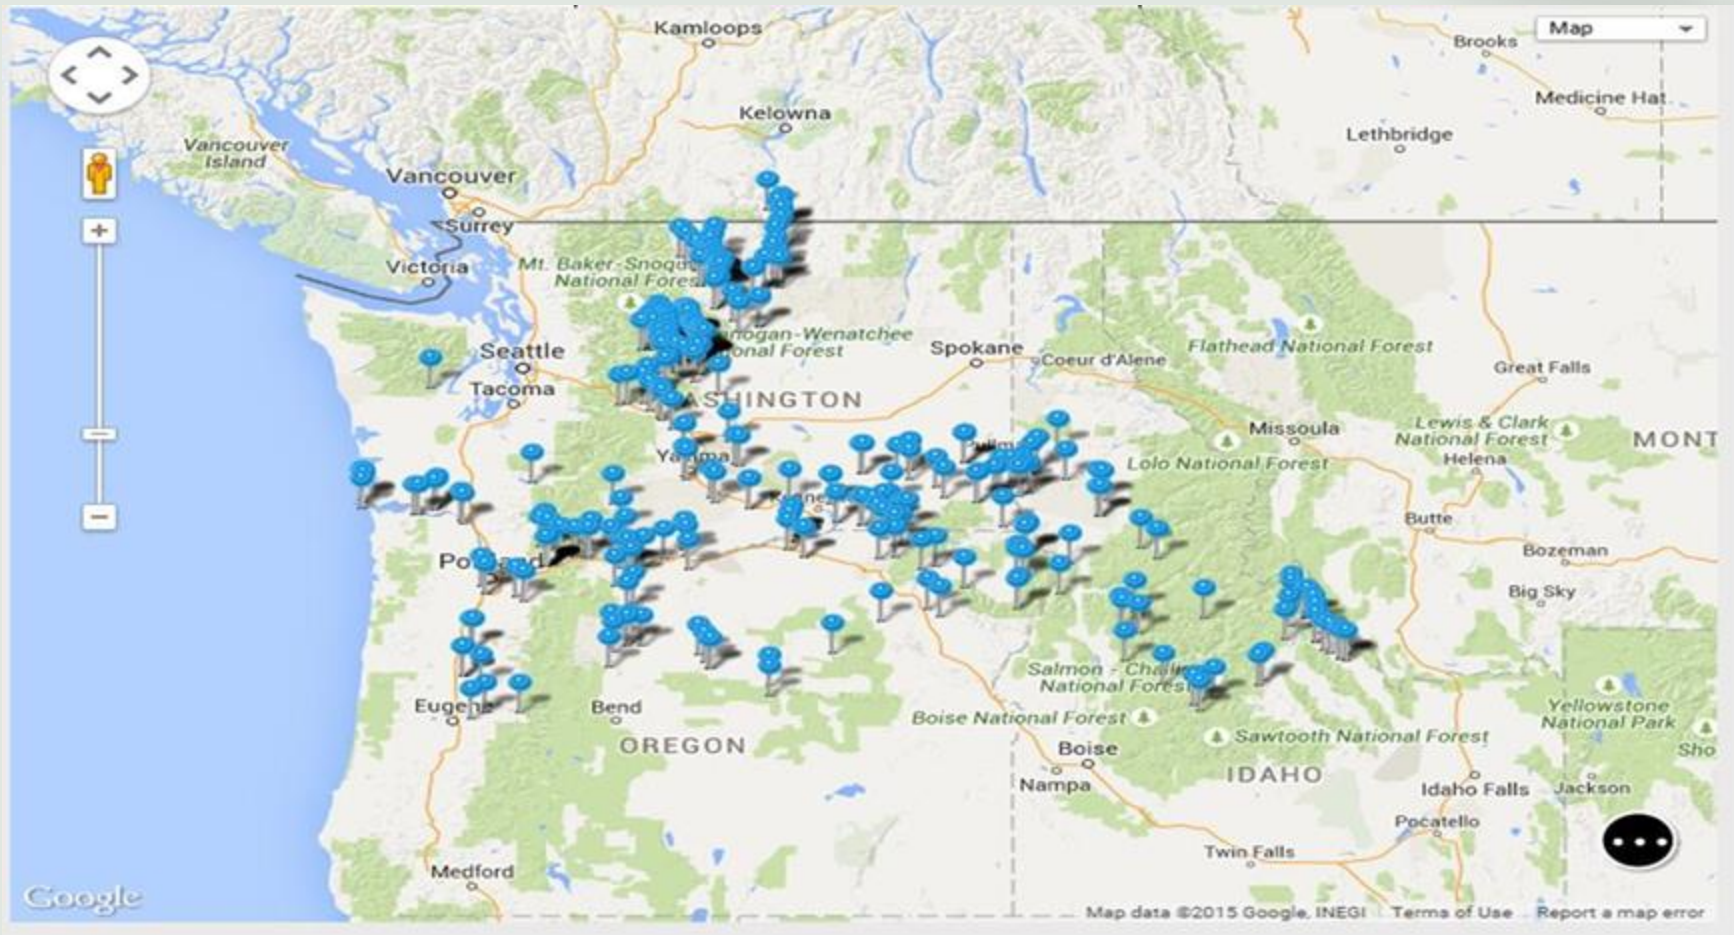 Kamloops
Map
Brooks
Medicine Hat
Kelowna
Lethbridge
Vancouver
Island
Vancouver
Surrey
Victoria
Mt. Baker-Snoqu
National Fores
nogan-Wenatchee
onal Forest
Seattle
Spokane
Coeur d'Alene
Flathead National Forest
Great Falls
Tacoma
ASHINGTON
Missoula
Lewis & Clark
National Forest
MONT
Helena
Lolo National Forest
Butte
Bozeman
Big Sky
Salmon - Chall
National Forest
Eugene
Bend
Boise National Forest
Yellowstone
National Park
Sawtooth National Forest
Sho
OREGON
Boise
IDAHO
Nampa
Idaho Falls
Jackson
Pocatello
Twin Falls
Medford
Google
Map data ©2015 Google, INEGI
Terms of Use
Report a map error